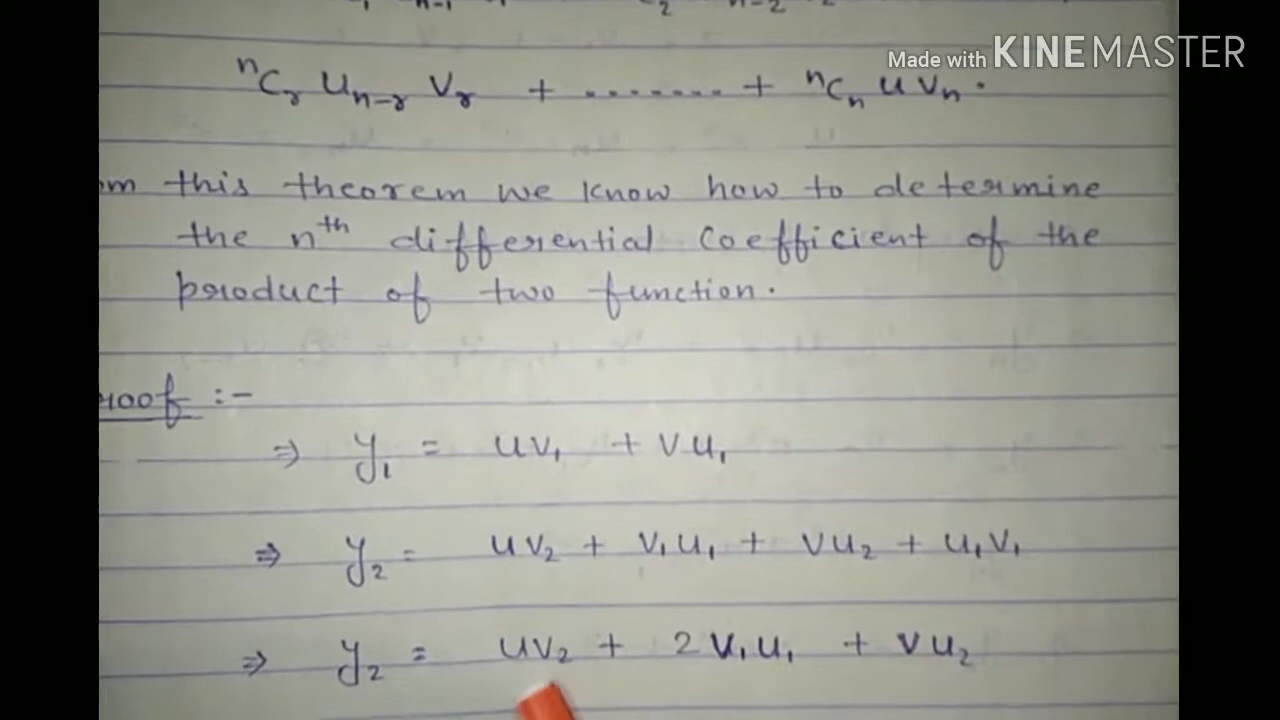 Made with KINEMASTER
ⁿCᵣ uₙ₋ᵣ vᵣ + ........ + ⁿCₙ u vₙ.
this theorem we know how to determine
the nᵗʰ differential coefficient of the
product of two function.
:-
⇒ y₁ = uv₁ + vu₁
⇒ y₂ = uv₂ + v₁u₁ + vu₂ + u₁v₁
⇒ y₂ = uv₂ + 2v₁u₁ + vu₂